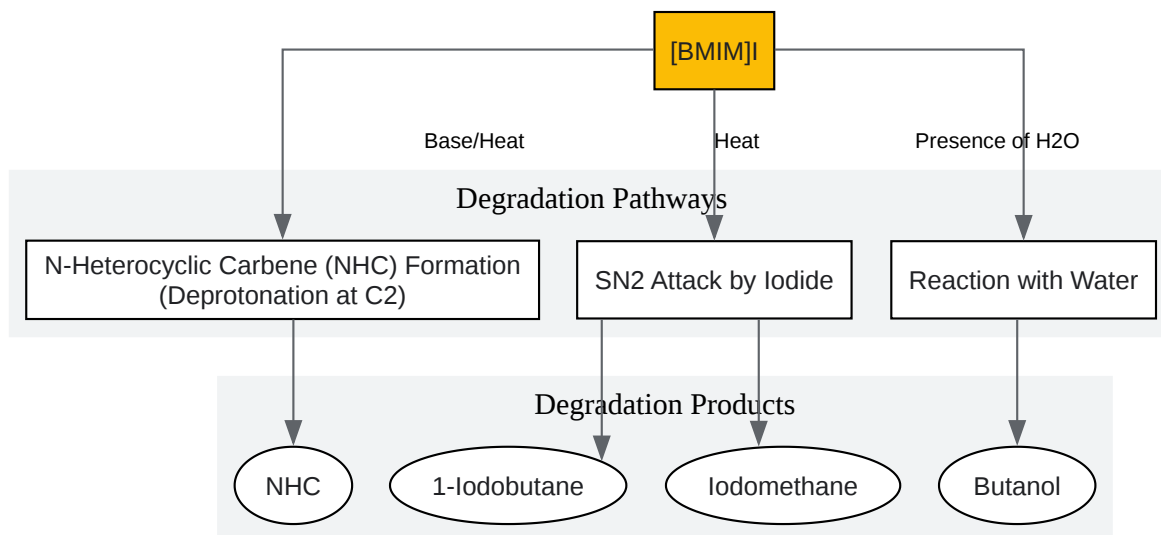 [BMIM]I
Base/Heat
Heat
Presence of H2O
Degradation Pathways
N-Heterocyclic Carbene (NHC) Formation
(Deprotonation at C2)
SN2 Attack by Iodide
Reaction with Water
Degradation Products
NHC
1-Iodobutane
Iodomethane
Butanol